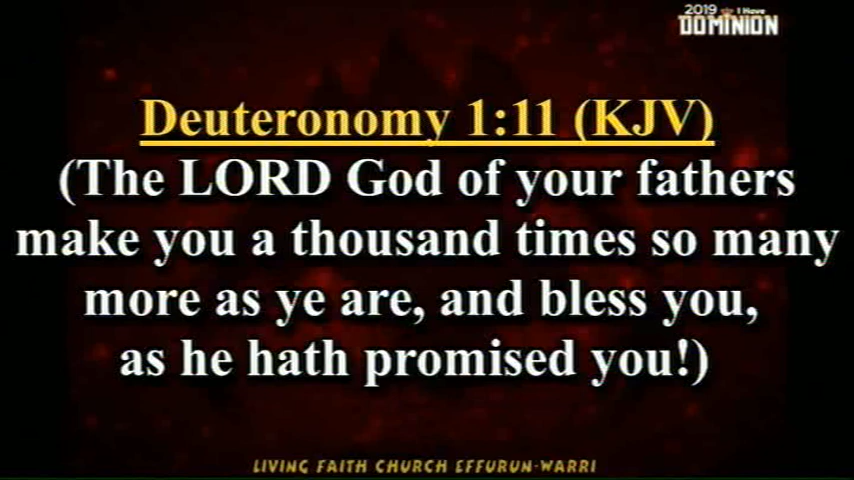 2019 I Have
DOMINION
Deuteronomy 1:11 (KJV)
(The LORD God of your fathers
make you a thousand times so many
more as ye are, and bless you,
as he hath promised you!)
LIVING FAITH CHURCH EFFURUN-WARRI